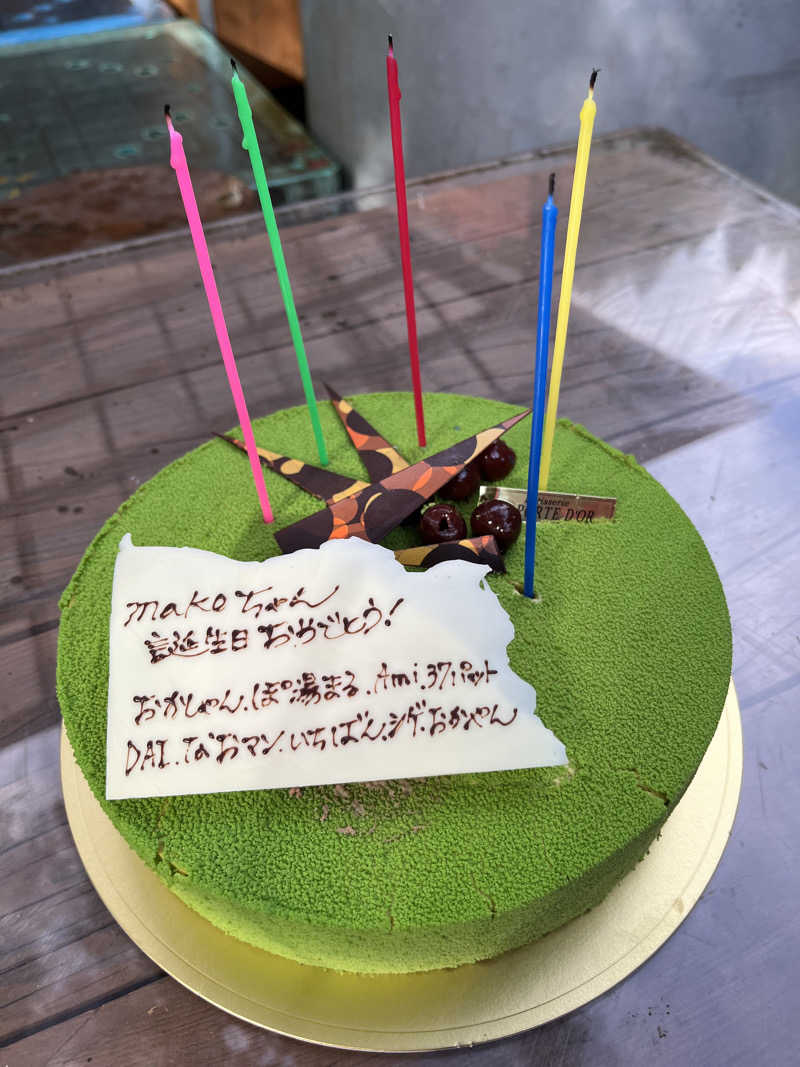 PORTE D'OR
makoちゃん
誕生日おめでとう!
おかしゃん.ぽ湯まる.Ami.37パット
DAI.なおマン.いちばん.シゲ.おかやん